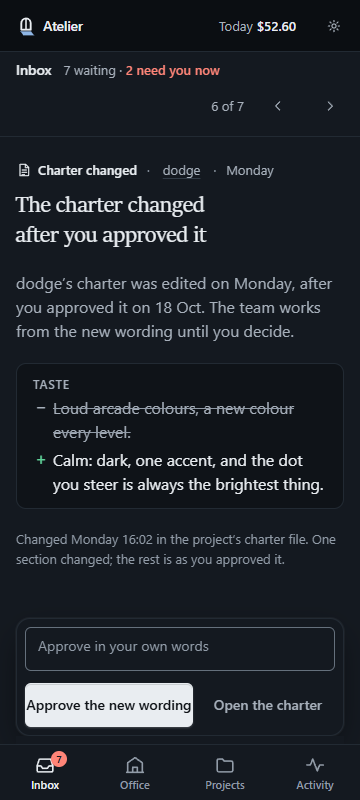 Atelier
Today $52.60
Inbox 7 waiting · 2 need you now
6 of 7
Charter changed · dodge · Monday
The charter changed
after you approved it
dodge's charter was edited on Monday, after
you approved it on 18 Oct. The team works
from the new wording until you decide.
TASTE
− Loud arcade colours, a new colour
every level.
+ Calm: dark, one accent, and the dot
you steer is always the brightest thing.
Changed Monday 16:02 in the project's charter file. One
section changed; the rest is as you approved it.
Approve in your own words
Approve the new wording
Open the charter
7
Inbox
Office
Projects
Activity